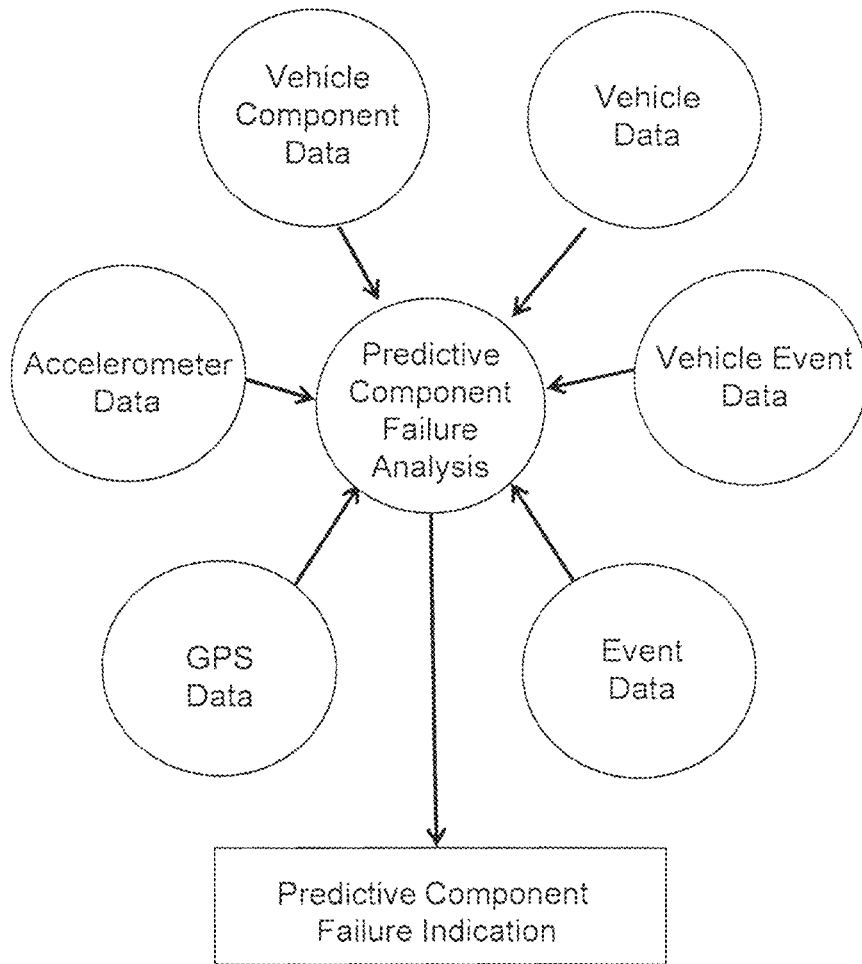 Vehicle
Component
Data
Vehicle
Data
Accelerometer
Data
Predictive
Component
Failure
Analysis
Vehicle Event
Data
GPS
Data
Event
Data
Predictive Component
Failure Indication